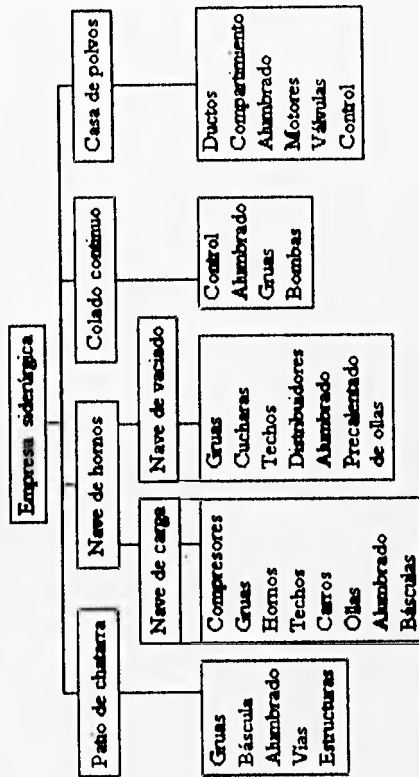 Empresa siderúrgica
Patio de chatarra
Nave de hornos
Colado continuo
Casa de polvos
Nave de carga
Nave de vaciado
Gruas
Báscula
Alumbrado
Vías
Estructuras
Compresores
Gruas
Hornos
Techos
Carros
Ollas
Alumbrado
Básculas
Gruas
Cucharas
Techos
Distribuidores
Alumbrado
Precalentado
de ollas
Control
Alumbrado
Gruas
Bombas
Ductos
Compartimiento
Alumbrado
Motores
Válvulas
Control